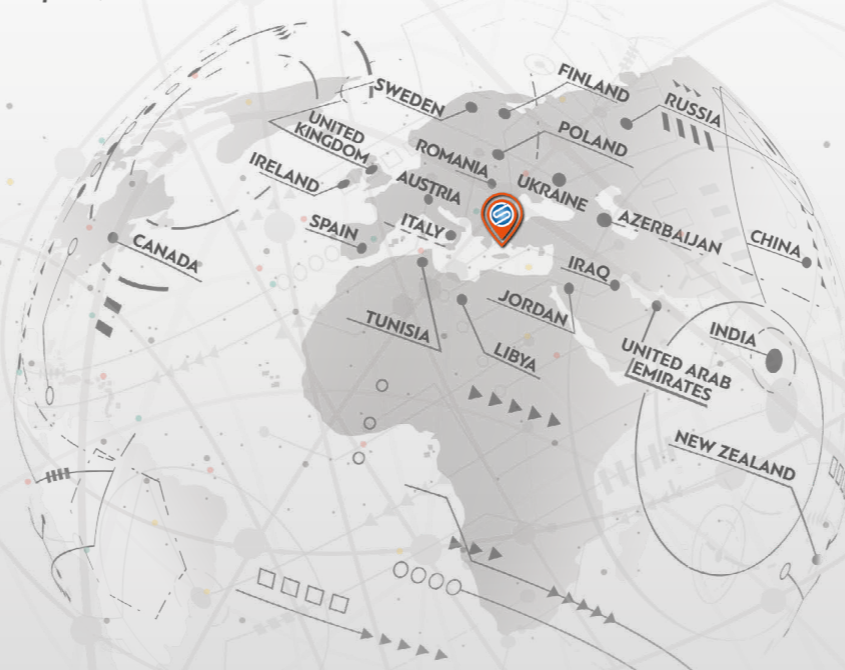 FINLAND
SWEDEN
RUSSIA
UNITED
KINGDOM
POLAND
ROMANIA
IRELAND
AUSTRIA
UKRAINE
SPAIN
ITALY
AZERBAIJAN
CANADA
CHINA
IRAQ
JORDAN
TUNISIA
INDIA
LIBYA
UNITED ARAB
EMIRATES
NEW ZEALAND